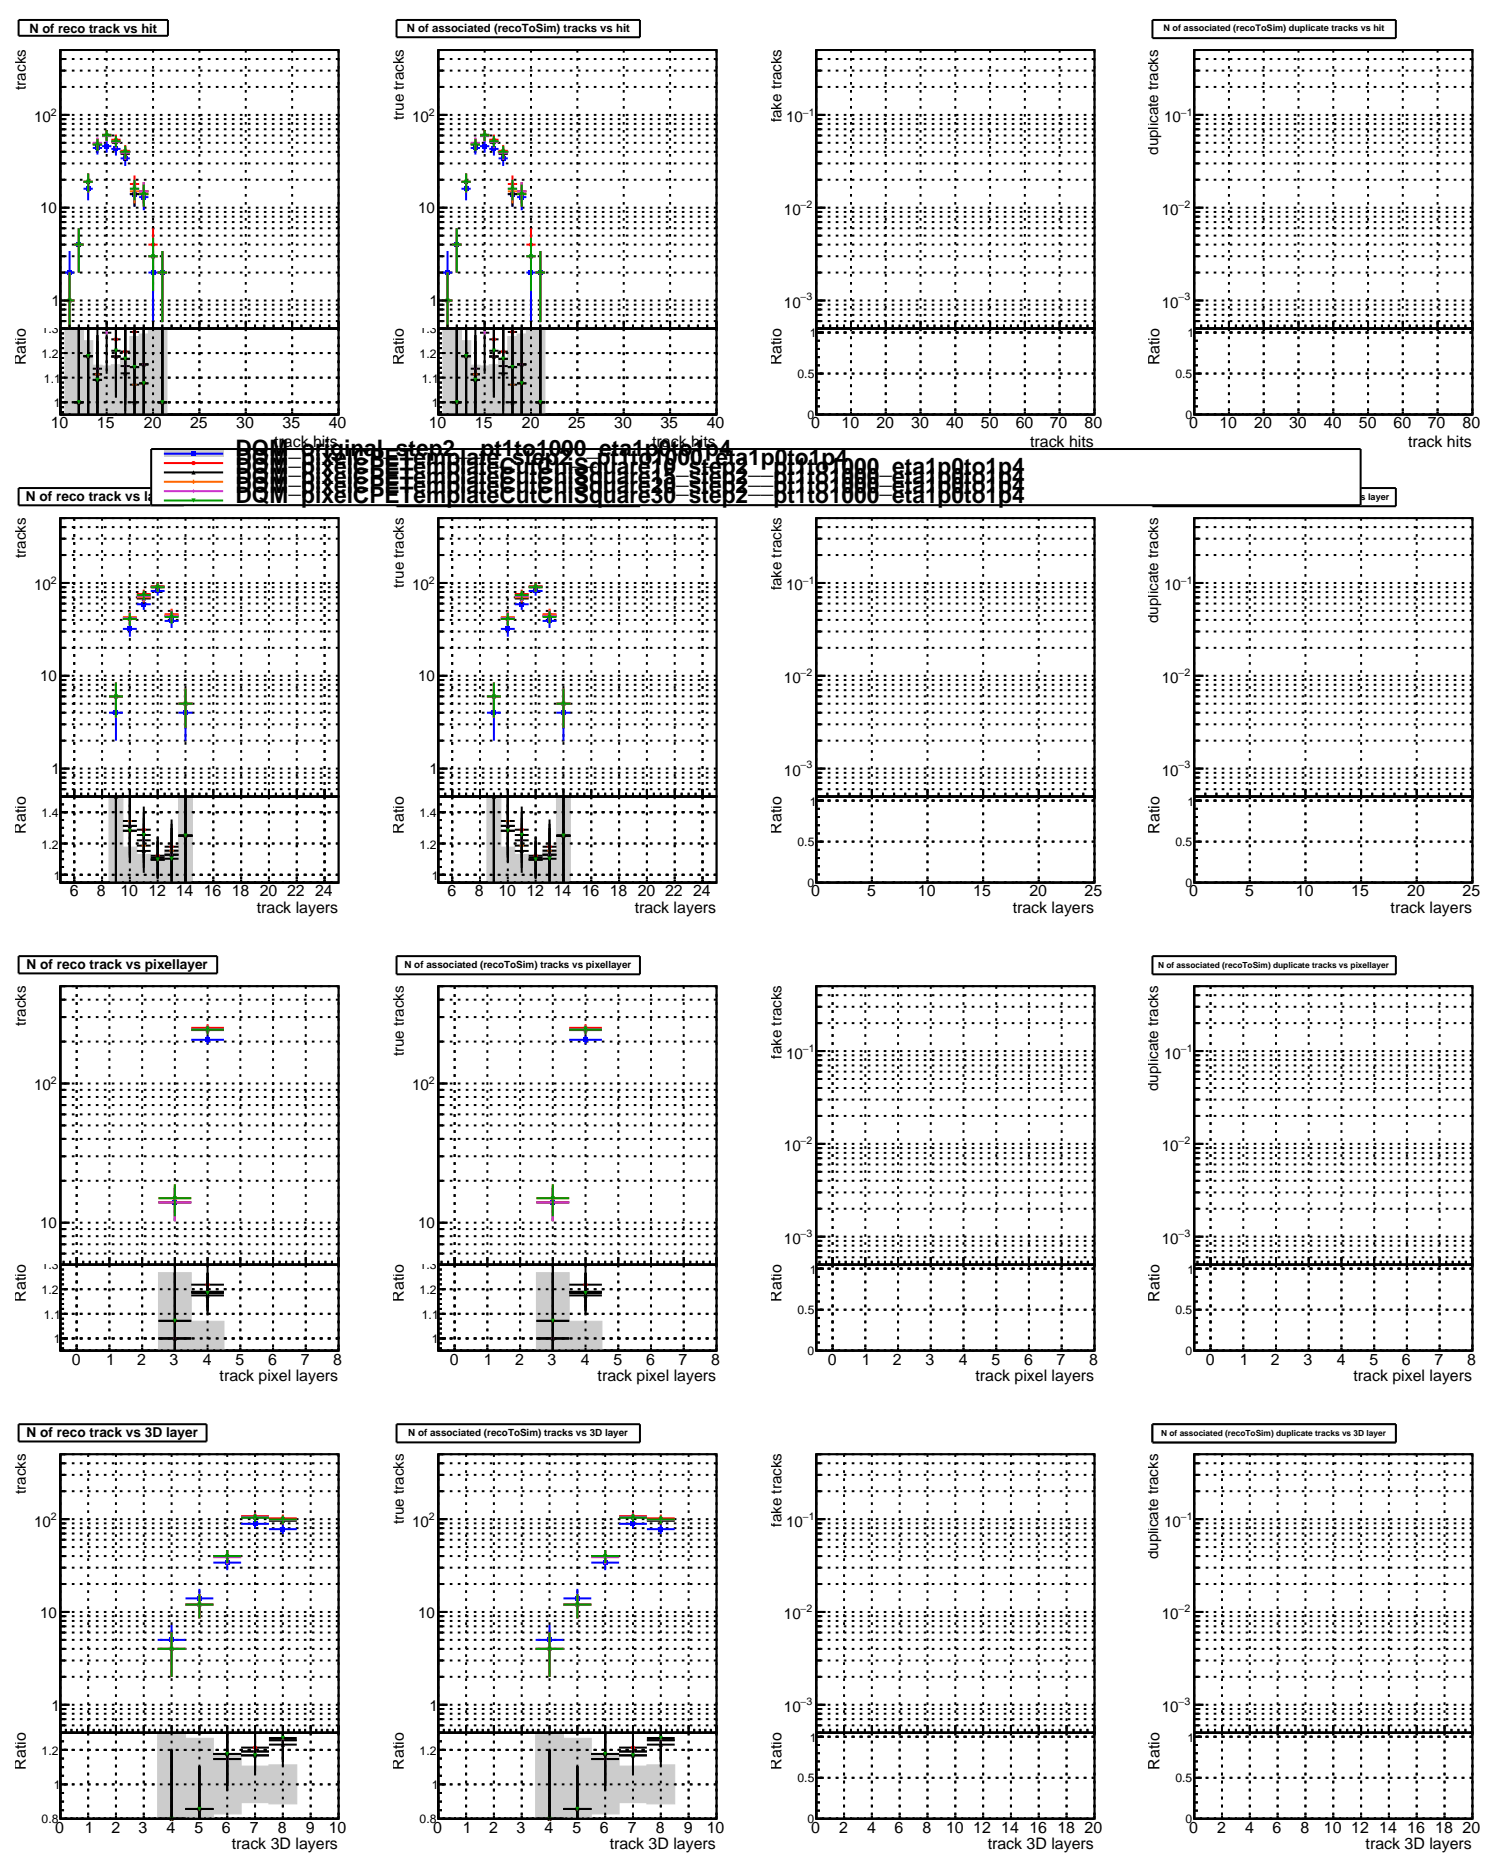 N of reco track vs hit
N of associated (recoToSim) tracks vs hit
N of associated (recoToSim) duplicate tracks vs hit
tracks
true tracks
fake tracks
duplicate tracks
10²
10
1
10²
10
1
10⁻¹
10⁻²
10⁻³
10⁻¹
10⁻²
10⁻³
Ratio
1.2
1.1
1
Ratio
1.2
1.1
1
Ratio
1
0.5
0
Ratio
1
0.5
0
10 15 20 25 30 35 40
10 15 20 25 30 35 40
0 10 20 30 40 50 60 70 80
0 10 20 30 40 50 60 70 80
track hits
track hits
track hits
track hits
DQM_original_step2__pt1to1000_eta1p0to1p4
DQM_pixelCPETemplate_step2__pt1to1000_eta1p0to1p4
DQM_pixelCPETemplateCutChiSquare10_step2__pt1to1000_eta1p0to1p4
DQM_pixelCPETemplateCutChiSquare30_step2__pt1to1000_eta1p0to1p4
N of reco track vs la
s layer
tracks
true tracks
fake tracks
duplicate tracks
10²
10
1
10²
10
1
10⁻¹
10⁻²
10⁻³
10⁻¹
10⁻²
10⁻³
Ratio
1.4
1.2
1
Ratio
1.4
1.2
1
Ratio
1
0.5
0
Ratio
1
0.5
0
6 8 10 12 14 16 18 20 22 24
6 8 10 12 14 16 18 20 22 24
0 5 10 15 20 25
0 5 10 15 20 25
track layers
track layers
track layers
track layers
N of reco track vs pixellayer
N of associated (recoToSim) tracks vs pixellayer
N of associated (recoToSim) duplicate tracks vs pixellayer
tracks
true tracks
fake tracks
duplicate tracks
10²
10
10²
10
10⁻¹
10⁻²
10⁻³
10⁻¹
10⁻²
10⁻³
Ratio
1.3
1.2
1.1
1
Ratio
1.3
1.2
1.1
1
Ratio
1
0.5
0
Ratio
1
0.5
0
0 1 2 3 4 5 6 7 8
0 1 2 3 4 5 6 7 8
0 1 2 3 4 5 6 7 8
0 1 2 3 4 5 6 7 8
track pixel layers
track pixel layers
track pixel layers
track pixel layers
N of reco track vs 3D layer
N of associated (recoToSim) tracks vs 3D layer
N of associated (recoToSim) duplicate tracks vs 3D layer
tracks
true tracks
fake tracks
duplicate tracks
10²
10
1
10²
10
1
10⁻¹
10⁻²
10⁻³
10⁻¹
10⁻²
10⁻³
Ratio
1.2
1
0.8
Ratio
1.2
1
0.8
Ratio
1
0.5
0
Ratio
1
0.5
0
0 1 2 3 4 5 6 7 8 9 10
0 1 2 3 4 5 6 7 8 9 10
0 2 4 6 8 10 12 14 16 18 20
0 2 4 6 8 10 12 14 16 18 20
track 3D layers
track 3D layers
track 3D layers
track 3D layers